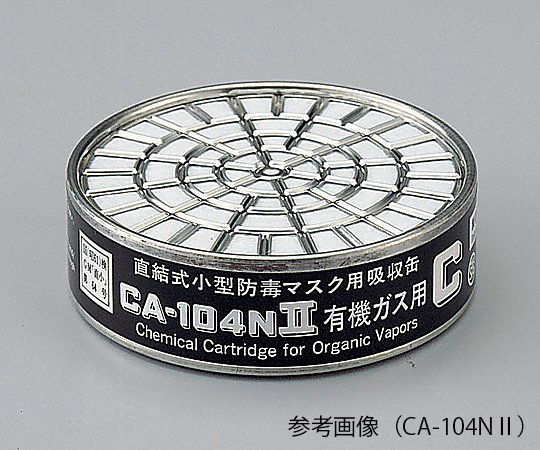 直結式小型防毒マスク用吸収缶
CA-104NⅡ 有機ガス用 C
Chemical Cartridge for Organic Vapors
参考画像（CA-104NⅡ）